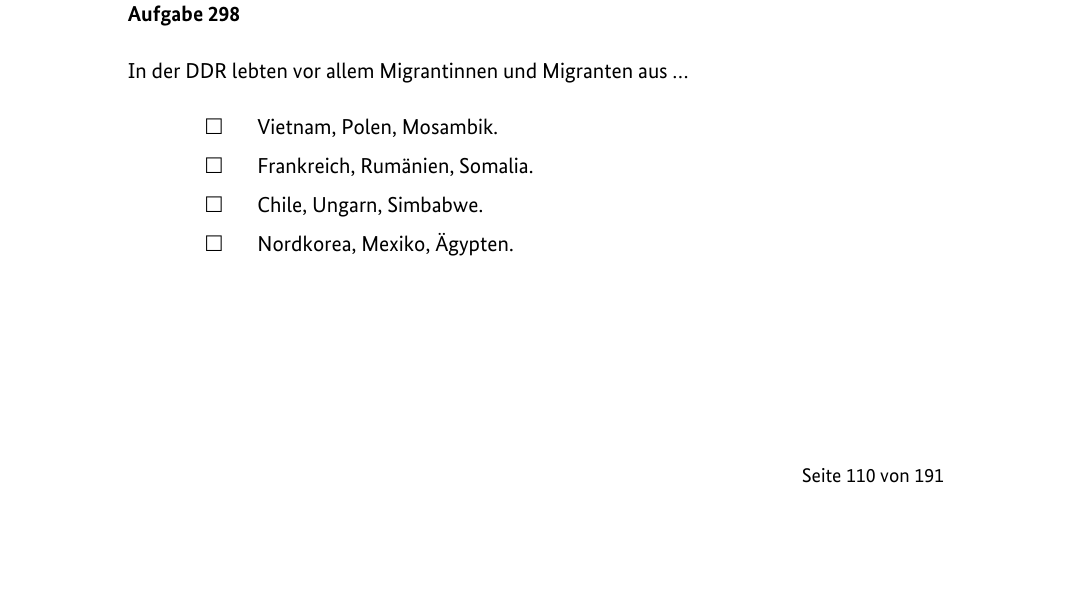 Aufgabe 298
In der DDR lebten vor allem Migrantinnen und Migranten aus …
☐ Vietnam, Polen, Mosambik.
☐ Frankreich, Rumänien, Somalia.
☐ Chile, Ungarn, Simbabwe.
☐ Nordkorea, Mexiko, Ägypten.
Seite 110 von 191